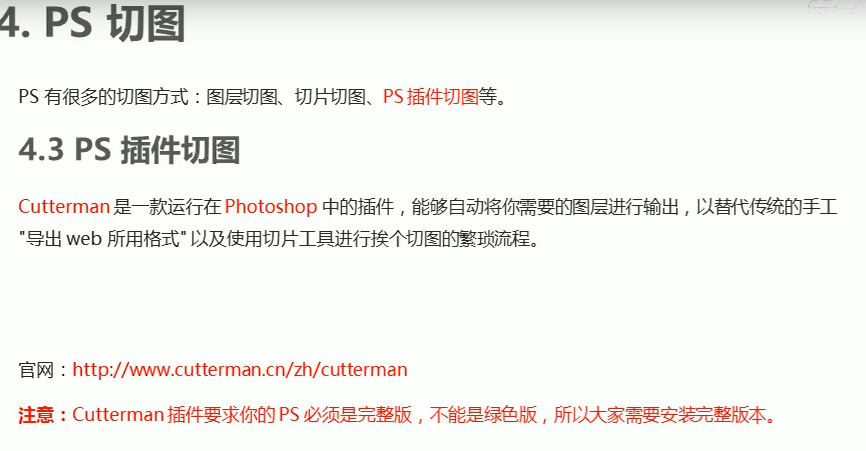 4. PS 切图
PS 有很多的切图方式：图层切图、切片切图、PS 插件切图等。
4.3 PS 插件切图
Cutterman 是一款运行在 Photoshop 中的插件，能够自动将你需要的图层进行输出，以替代传统的手工
"导出 web 所用格式" 以及使用切片工具进行挨个切图的繁琐流程。
官网：http://www.cutterman.cn/zh/cutterman
注意：Cutterman 插件要求你的 PS 必须是完整版，不能是绿色版，所以大家需要安装完整版本。